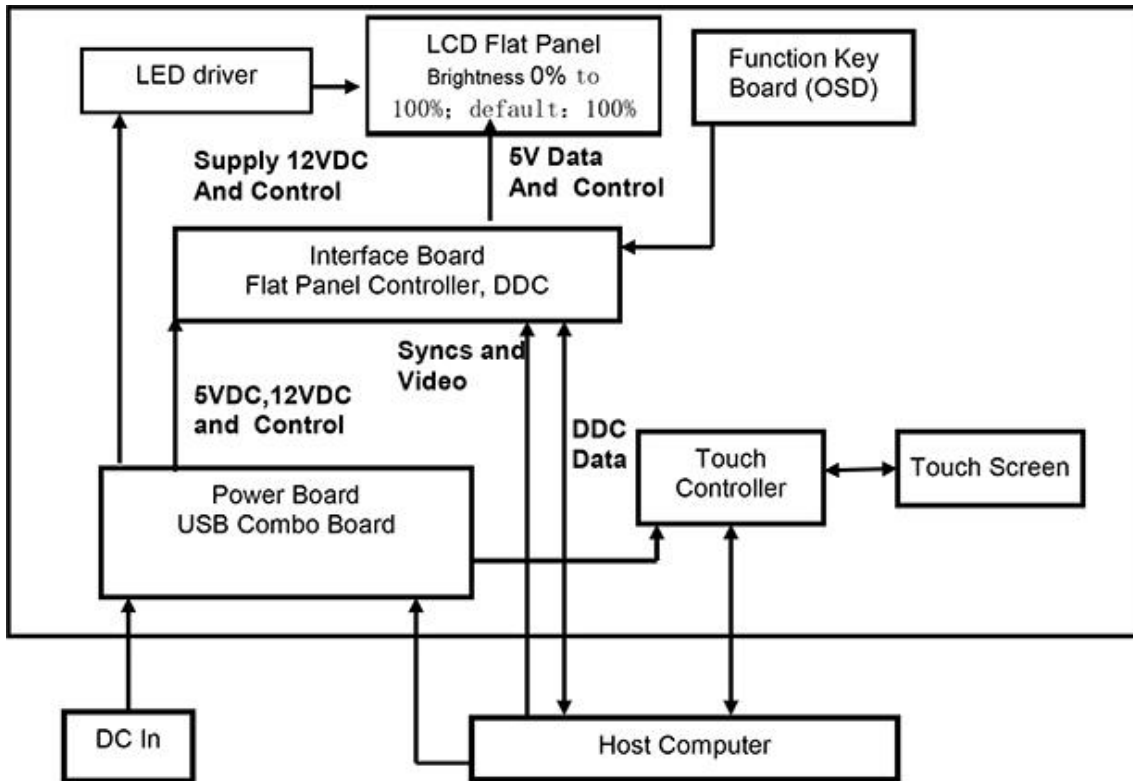 LED driver
LCD Flat Panel
Brightness 0% to
100%; default: 100%
Function Key
Board (OSD)
Supply 12VDC
And Control
5V Data
And Control
Interface Board
Flat Panel Controller, DDC
Syncs and
Video
5VDC,12VDC
and Control
DDC
Data
Touch
Controller
Touch Screen
Power Board
USB Combo Board
DC In
Host Computer